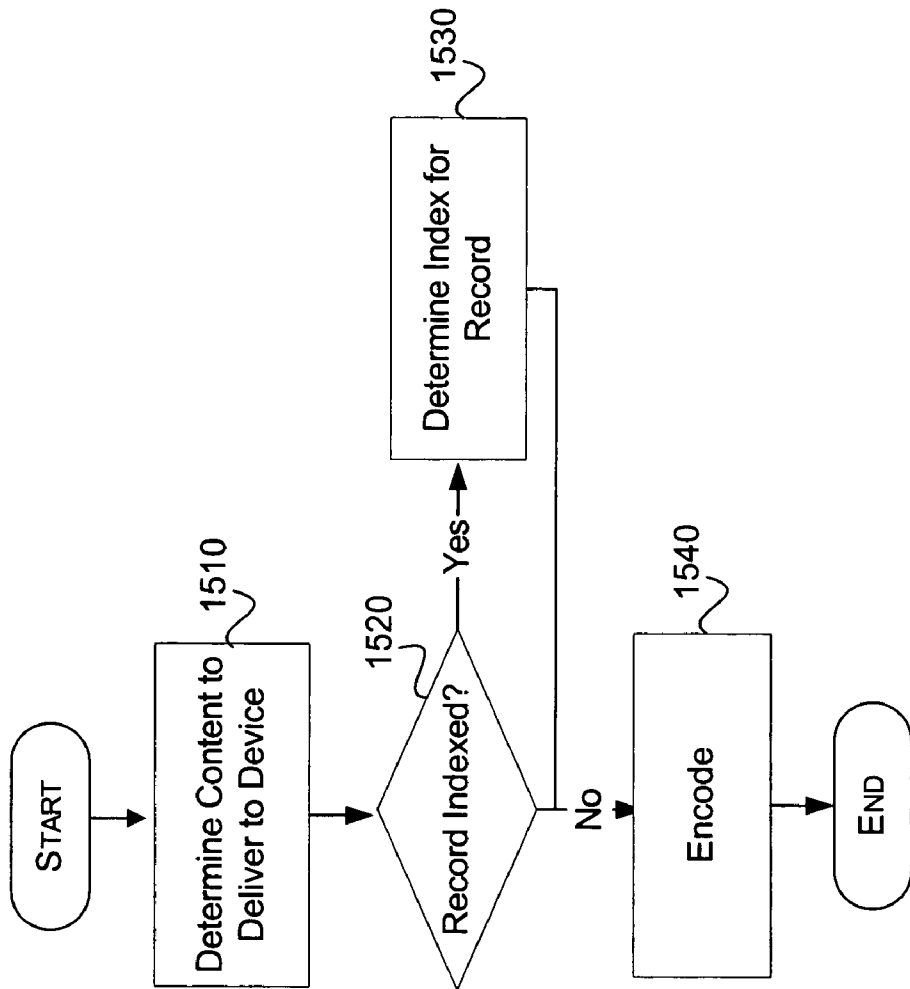 START
1510
Determine Content to
Deliver to Device
1520
Record Indexed?
Yes
1530
Determine Index for
Record
No
1540
Encode
END